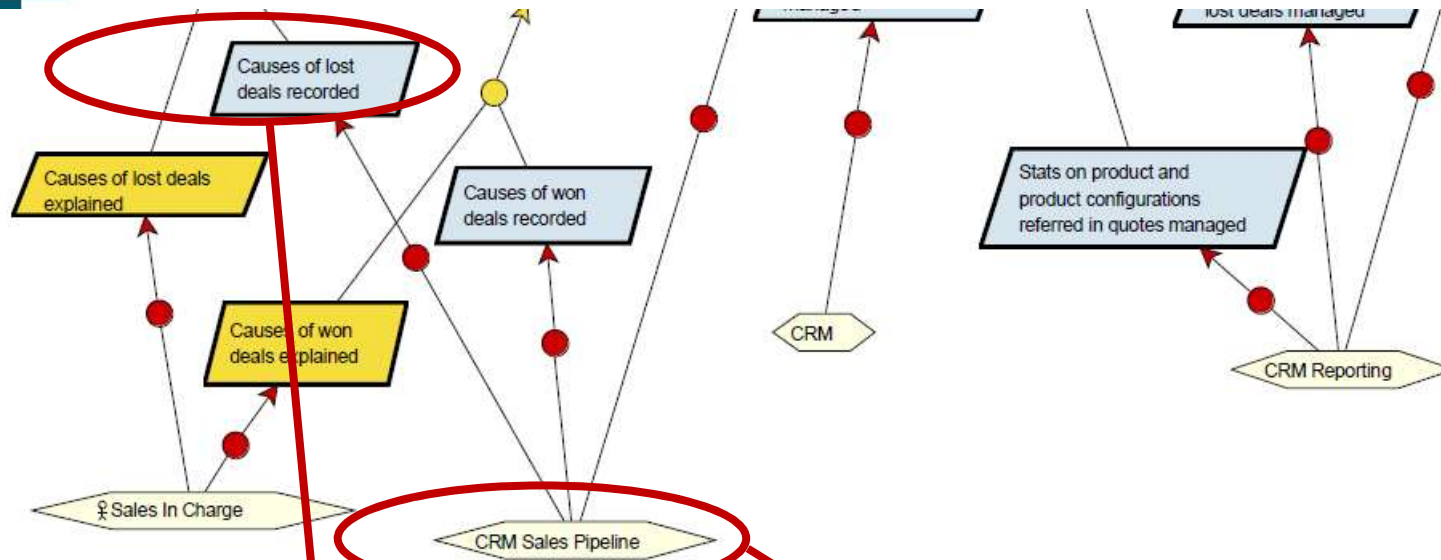 managed
lost deals managed
Causes of lost
deals recorded
Causes of lost deals
explained
Causes of won
deals recorded
Stats on product and
product configurations
referred in quotes managed
Causes of won
deals explained
CRM
CRM Reporting
Sales In Charge
CRM Sales Pipeline